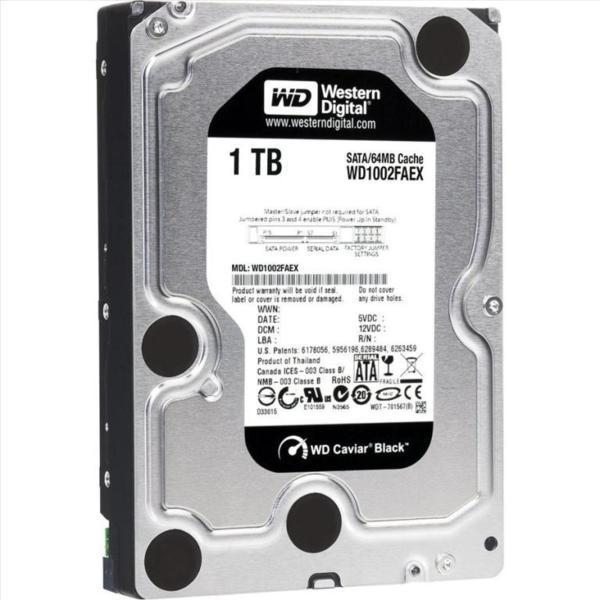 WD Western
Digital®
www.westerndigital.com
1 TB
SATA/64MB Cache
WD1002FAEX
Master/Slave jumper not required for SATA.
Jumpered pins 3 and 4 enable PUIS (Power Up In Standby)
SATA POWER SERIAL DATA FACTORY JUMPER
SETTINGS
MDL: WD1002FAEX
Product warranty will be void if seal,
label or cover is removed or damaged.
Do not cover
any drive holes.
WWN:
DATE: 5VDC :
DCM : 12VDC :
LBA : R/N :
U.S. Patents: 6178056, 5956196,6289484, 6263459
Product of Thailand
Canada ICES - 003 Class B/
NMB - 003 Classe B RoHS
SERIAL
ATA
FRAGILE
D33015 E101559 N3565 WDT - 701567(B)
WD Caviar® Black™